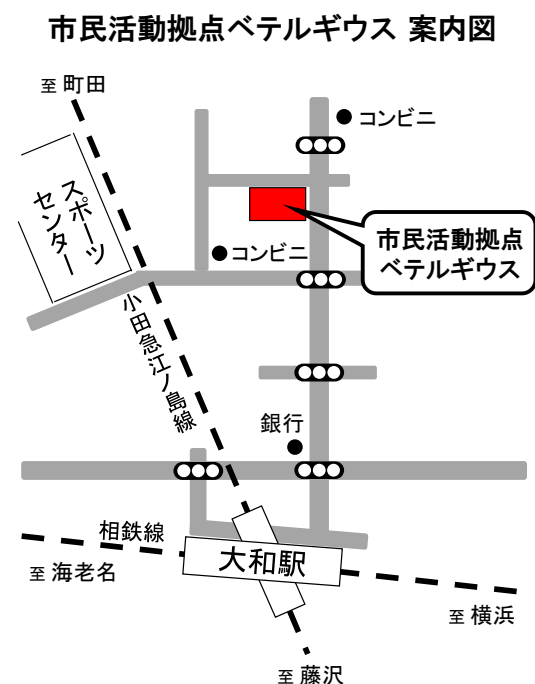 市民活動拠点ベテルギウス 案内図
至 町田
コンビニ
スポーツ
センター
市民活動拠点
ベテルギウス
コンビニ
小田急江ノ島線
銀行
相鉄線
大和駅
至 海老名
至 横浜
至 藤沢